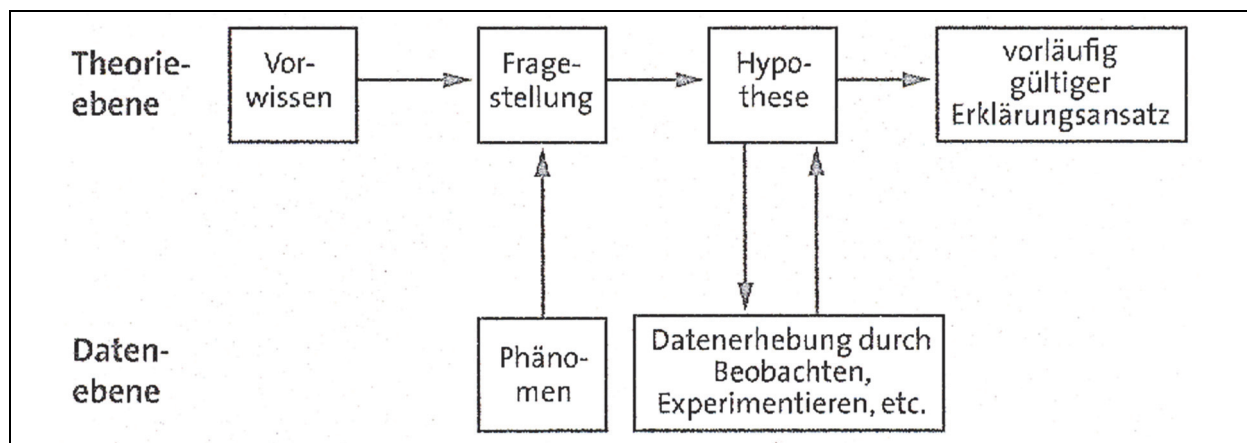 Theorie-
ebene
Vor-
wissen
Frage-
stellung
Hypo-
these
vorläufig
gültiger
Erklärungsansatz
Daten-
ebene
Phäno-
men
Datenerhebung durch
Beobachten,
Experimentieren, etc.